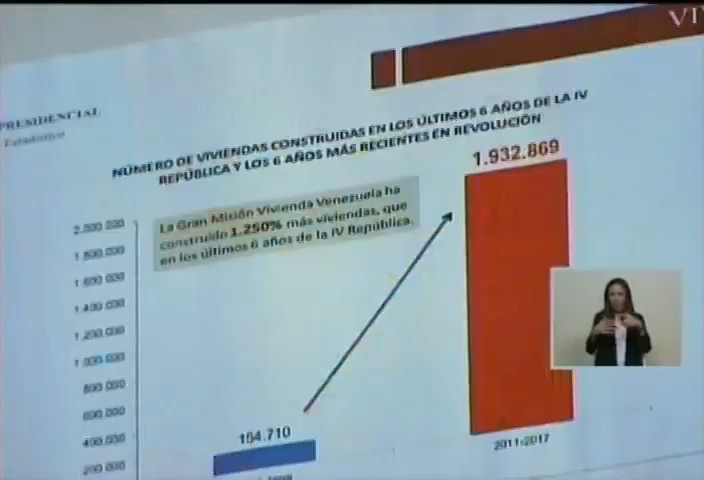 VI
PRESIDENCIAL
Estadístico
NÚMERO DE VIVIENDAS CONSTRUIDAS EN LOS ÚLTIMOS 6 AÑOS DE LA IV
REPÚBLICA Y LOS 6 AÑOS MÁS RECIENTES EN REVOLUCIÓN
1.932.869
La Gran Misión Vivienda Venezuela ha
construido 1.250% más viviendas, que
en los últimos 6 años de la IV República.
2.000.000
1.800.000
1.600.000
1.400.000
1.200.000
1.000.000
800.000
600.000
400.000
200.000
154.710
2011-2017